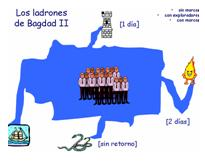 Los ladrones
de Bagdad II
[1 día]
• sin marcas
• con exploradores
• con marcas
[2 días]
[sin retorno]